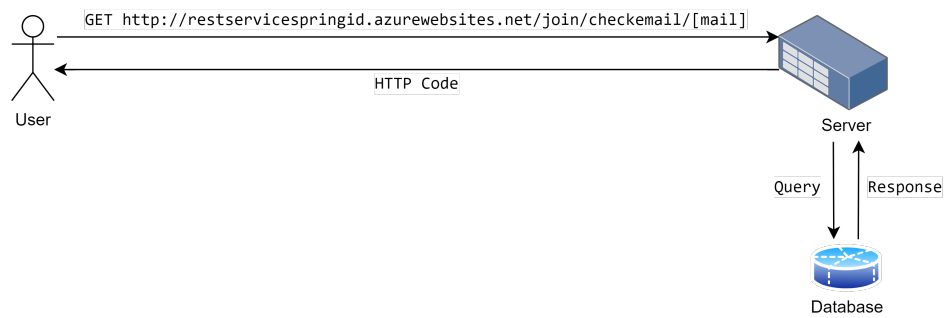 GET http://restservicespringid.azurewebsites.net/join/checkemail/[mail]
HTTP Code
User
Server
Query
Response
Database